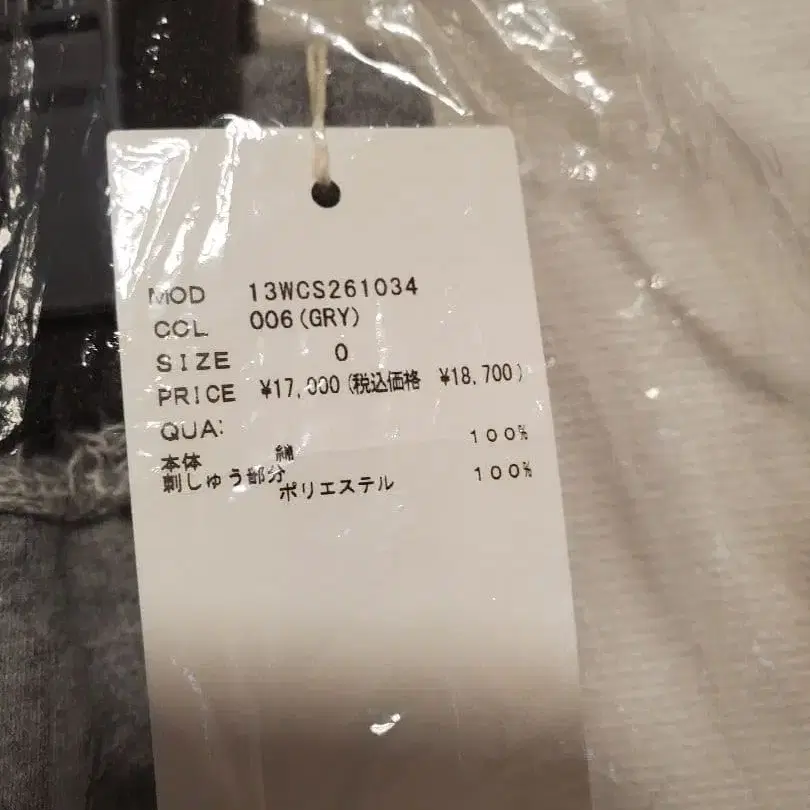 MOD 13WCS261034
COL 006(GRY)
SIZE 0
PRICE ¥17,000(税込価格 ¥18,700)
QUA:
本体 綿 100%
刺しゅう部分 ポリエステル 100%